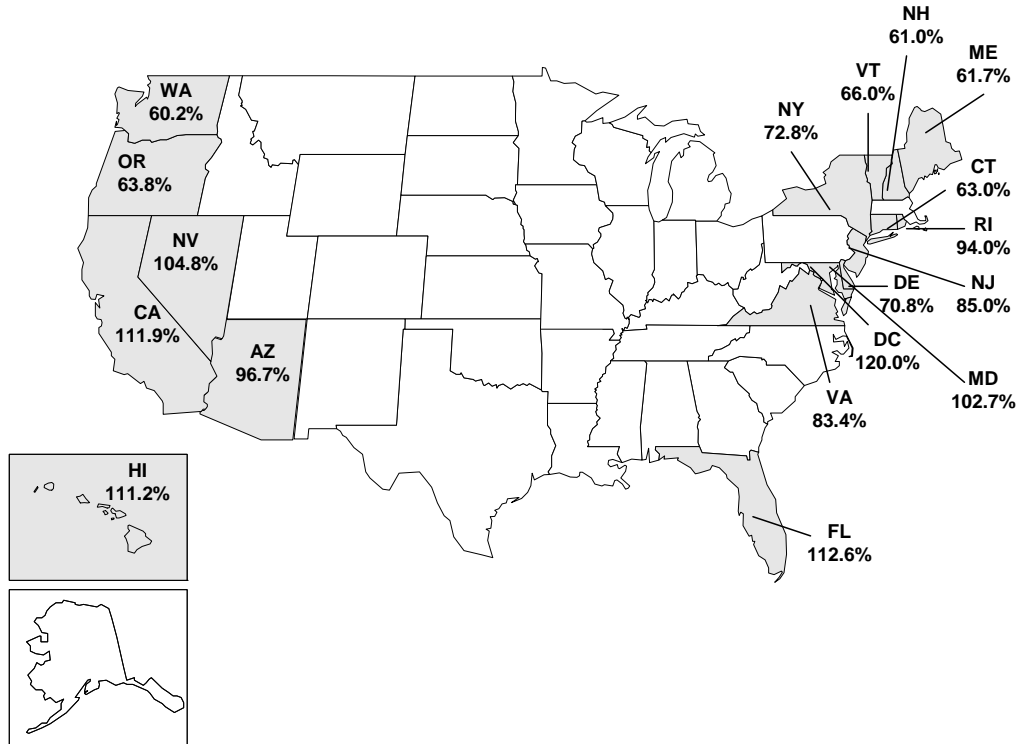 NH
61.0%
ME
61.7%
VT
66.0%
NY
72.8%
WA
60.2%
OR
63.8%
CT
63.0%
RI
94.0%
NV
104.8%
NJ
85.0%
DE
70.8%
CA
111.9%
DC
120.0%
AZ
96.7%
MD
102.7%
VA
83.4%
HI
111.2%
FL
112.6%